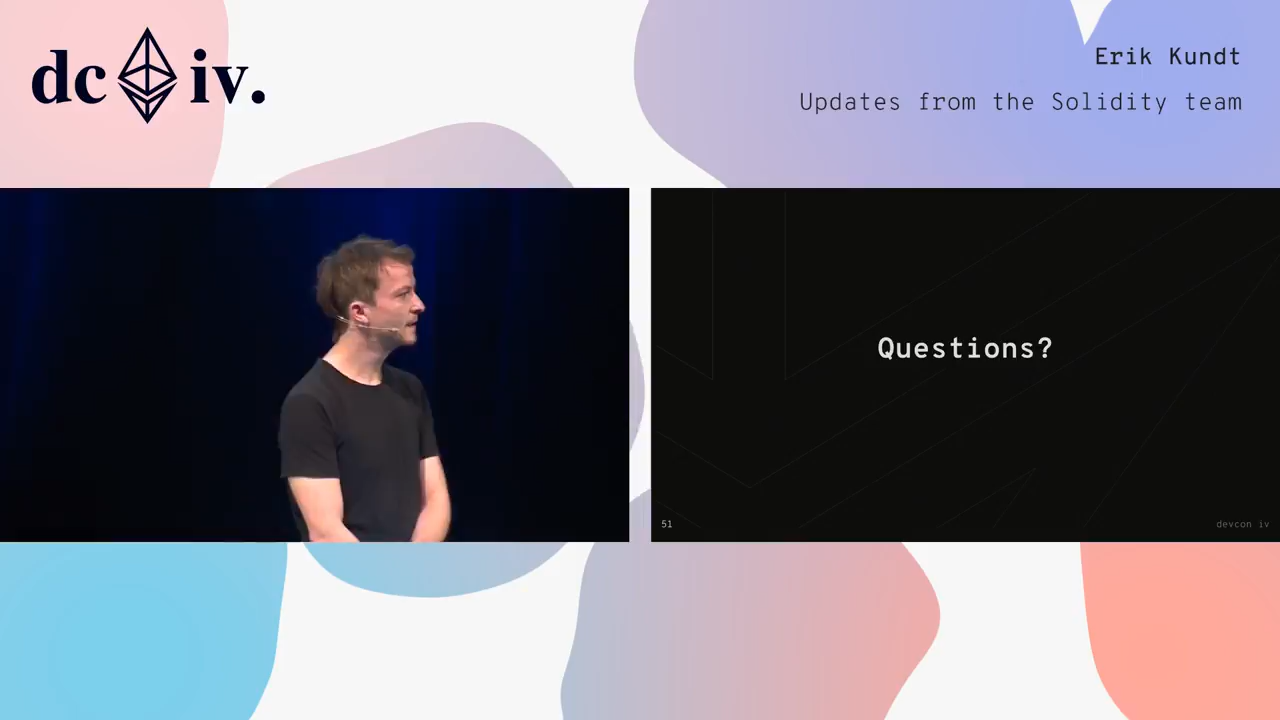 dc iv.
Erik Kundt
Updates from the Solidity team
Questions?
51
devcon iv